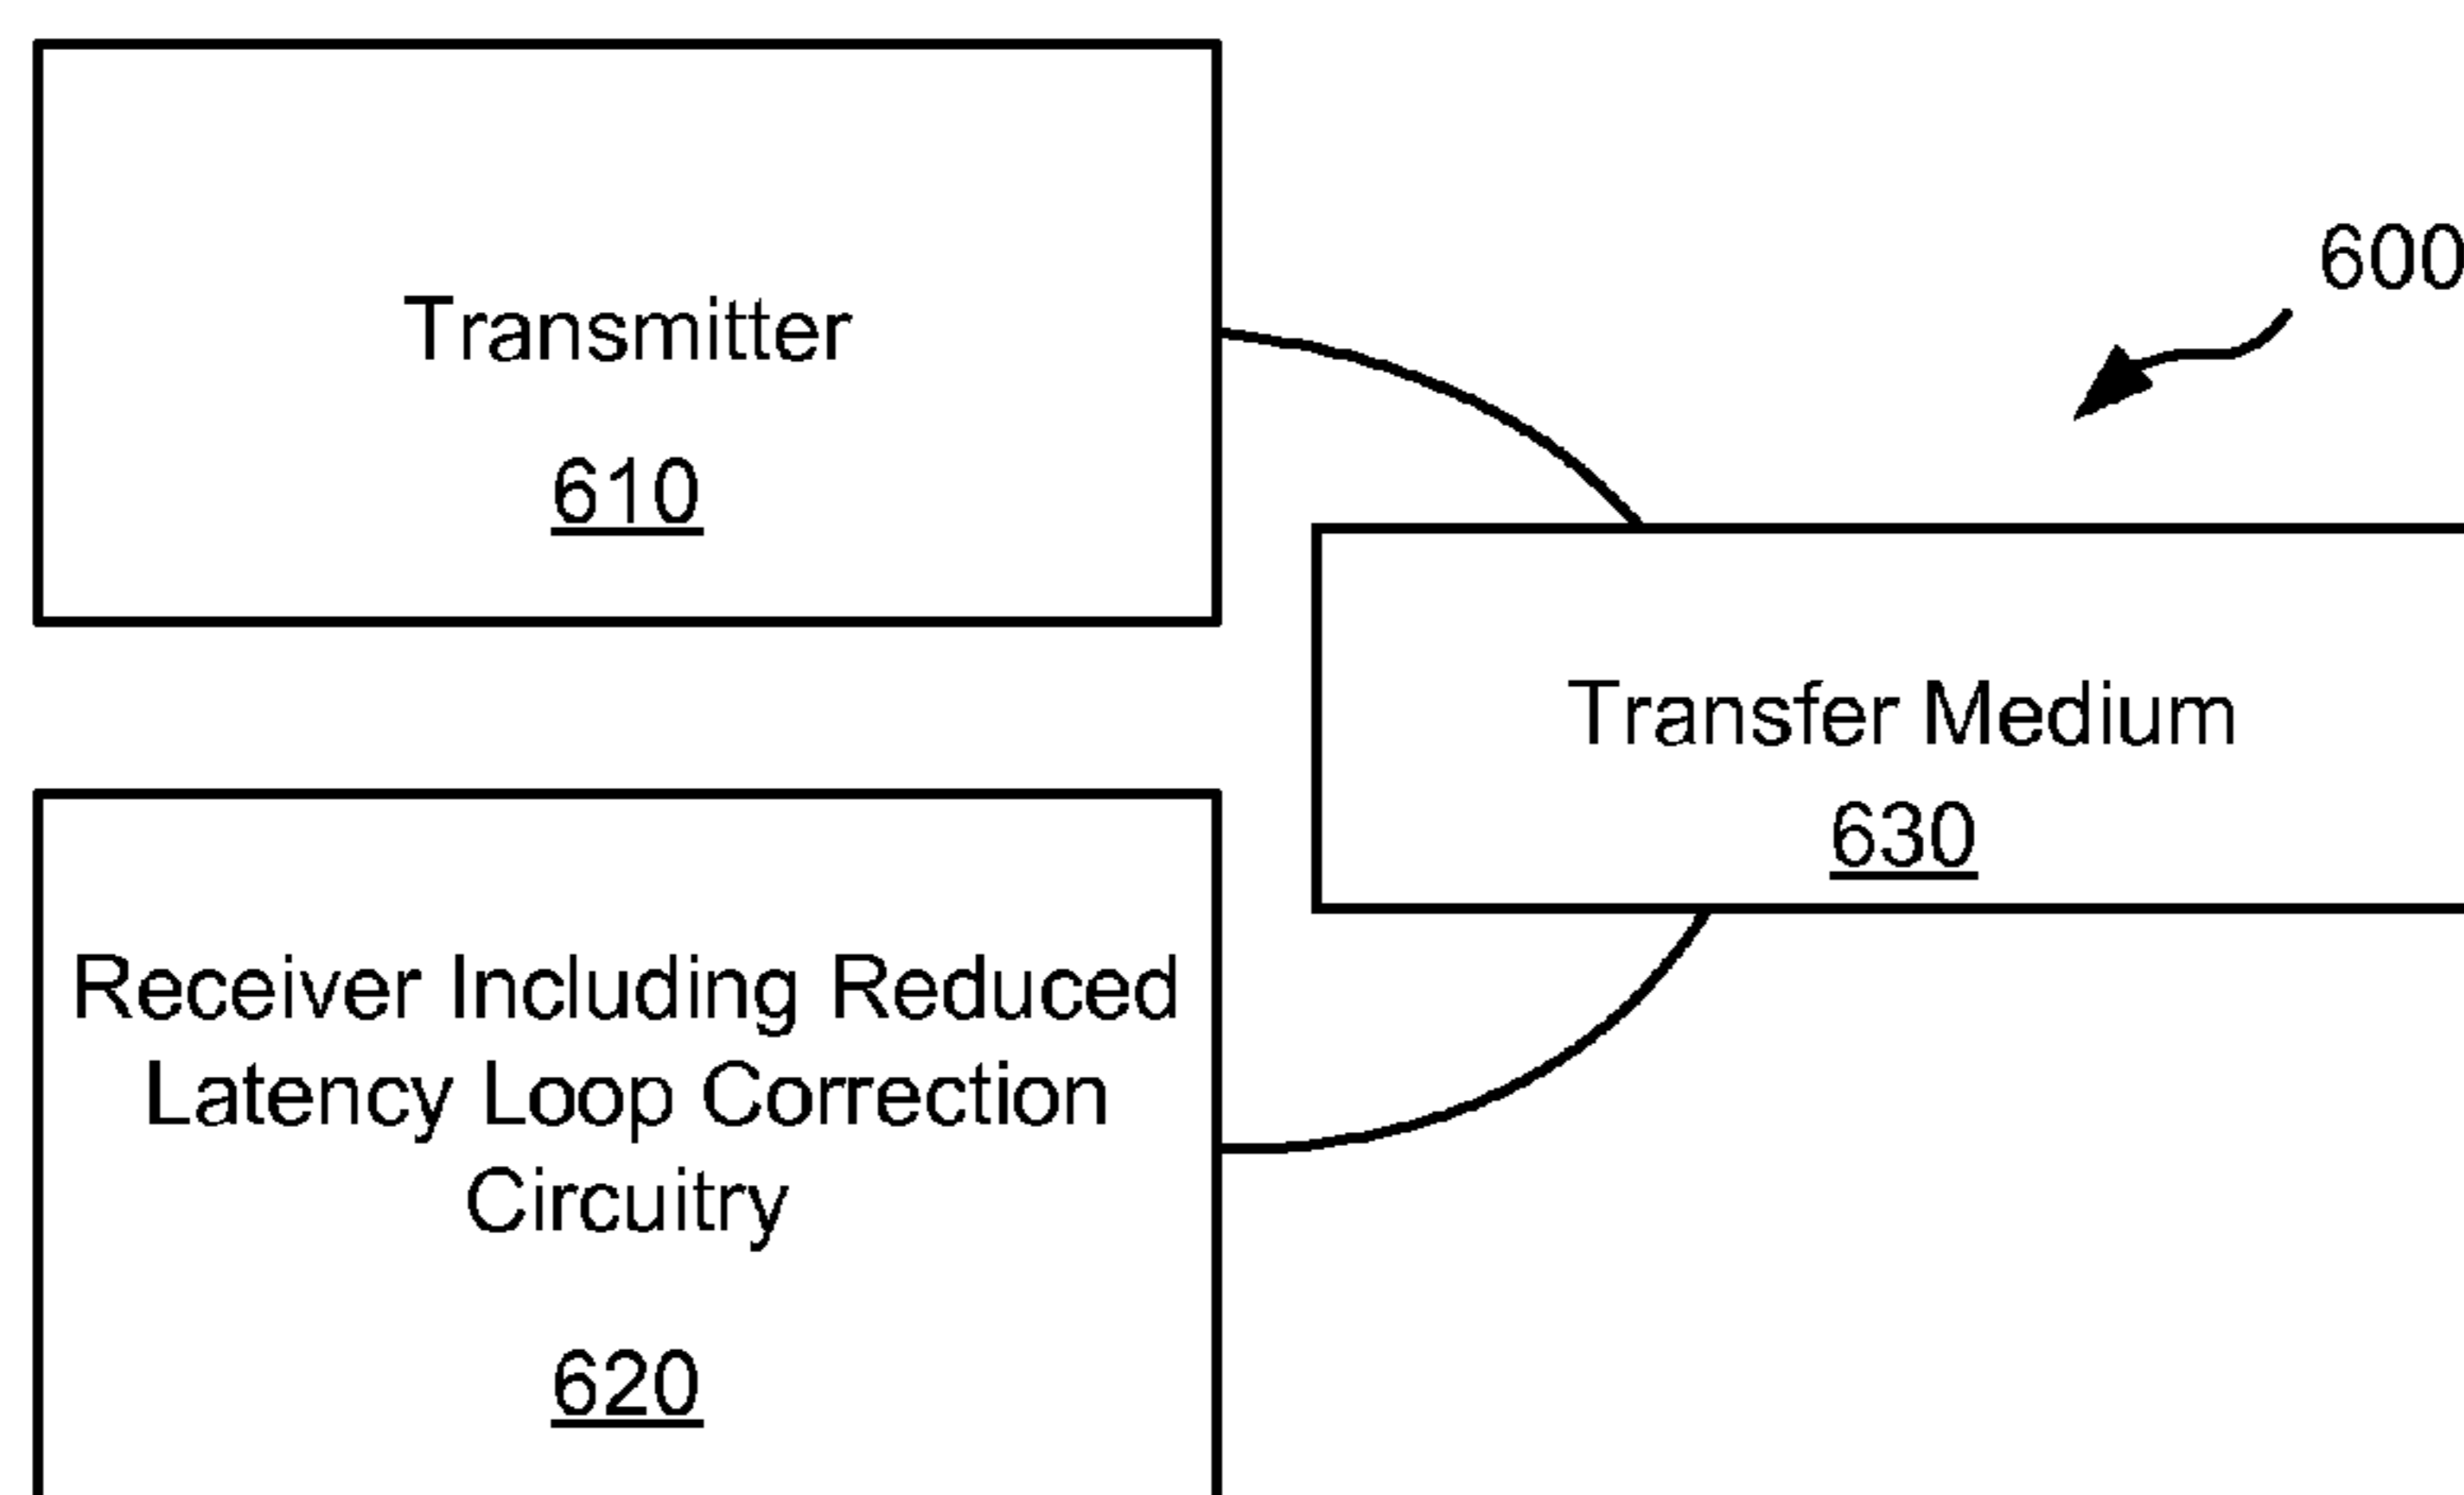 Transmitter
610
600
Transfer Medium
630
Receiver Including Reduced
Latency Loop Correction
Circuitry
620